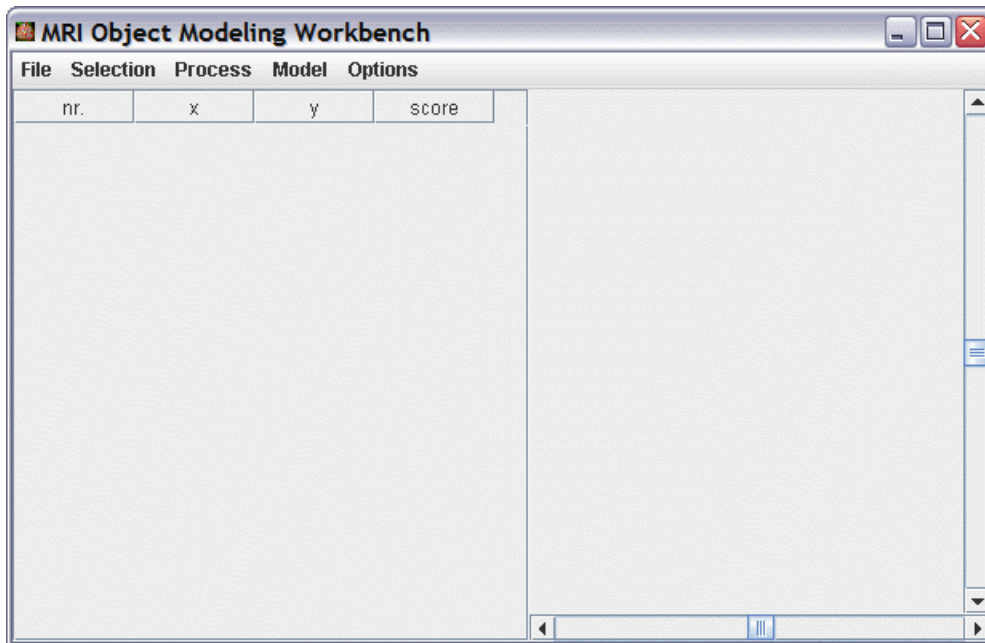 MRI Object Modeling Workbench
File Selection Process Model Options
nr. x y score